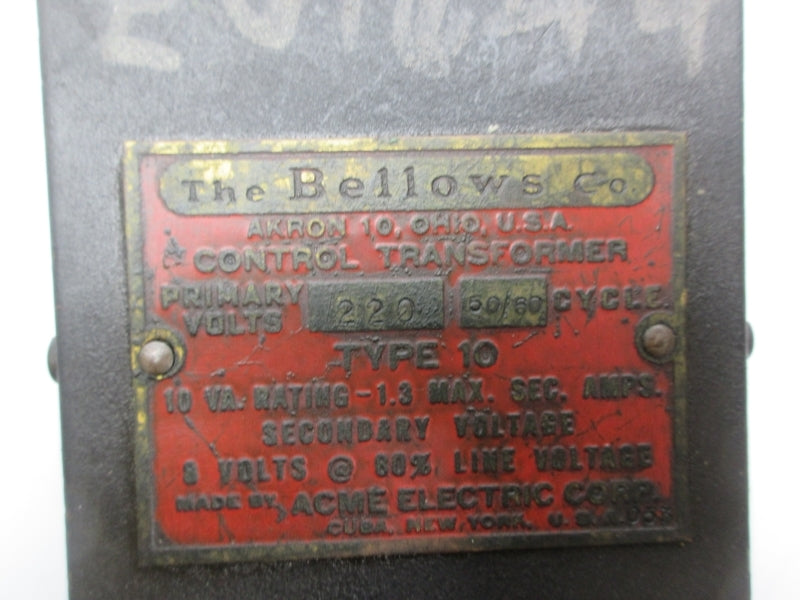 The Bellows Co.
AKRON 10, OHIO, U.S.A.
CONTROL TRANSFORMER
PRIMARY VOLTS 220 50/60 CYCLE
TYPE 10
10 VA. RATING - 1.3 MAX. SEC. AMPS.
SECONDARY VOLTAGE
8 VOLTS @ 80% LINE VOLTAGE
MADE BY ACME ELECTRIC CORP.
CUBA, NEW YORK, U.S.A.